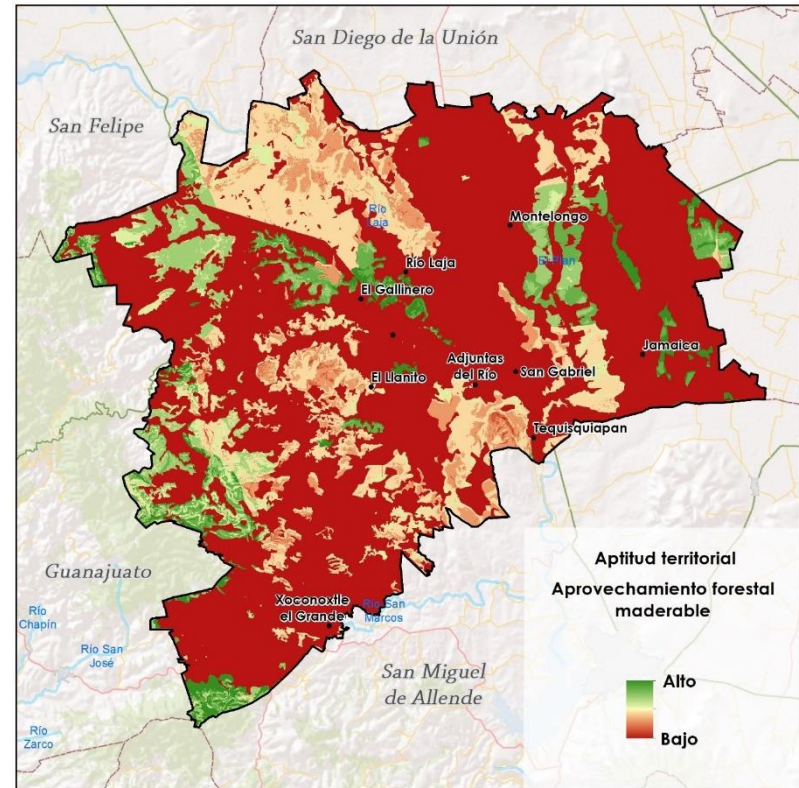 San Diego de la Unión
San Felipe
Río
Laja
Montelongo
El Plan
Río Laja
El Gallinero
Jamaica
Adjuntas
del Río
San Gabriel
El Llanito
Tequisquiapan
Aptitud territorial
Aprovechamiento forestal
maderable
Guanajuato
Xoconoxtle
el Grande
Río San
Marcos
Río
Chapín
Río San
José
San Miguel
de Allende
Alto
Bajo
Río
Zarco